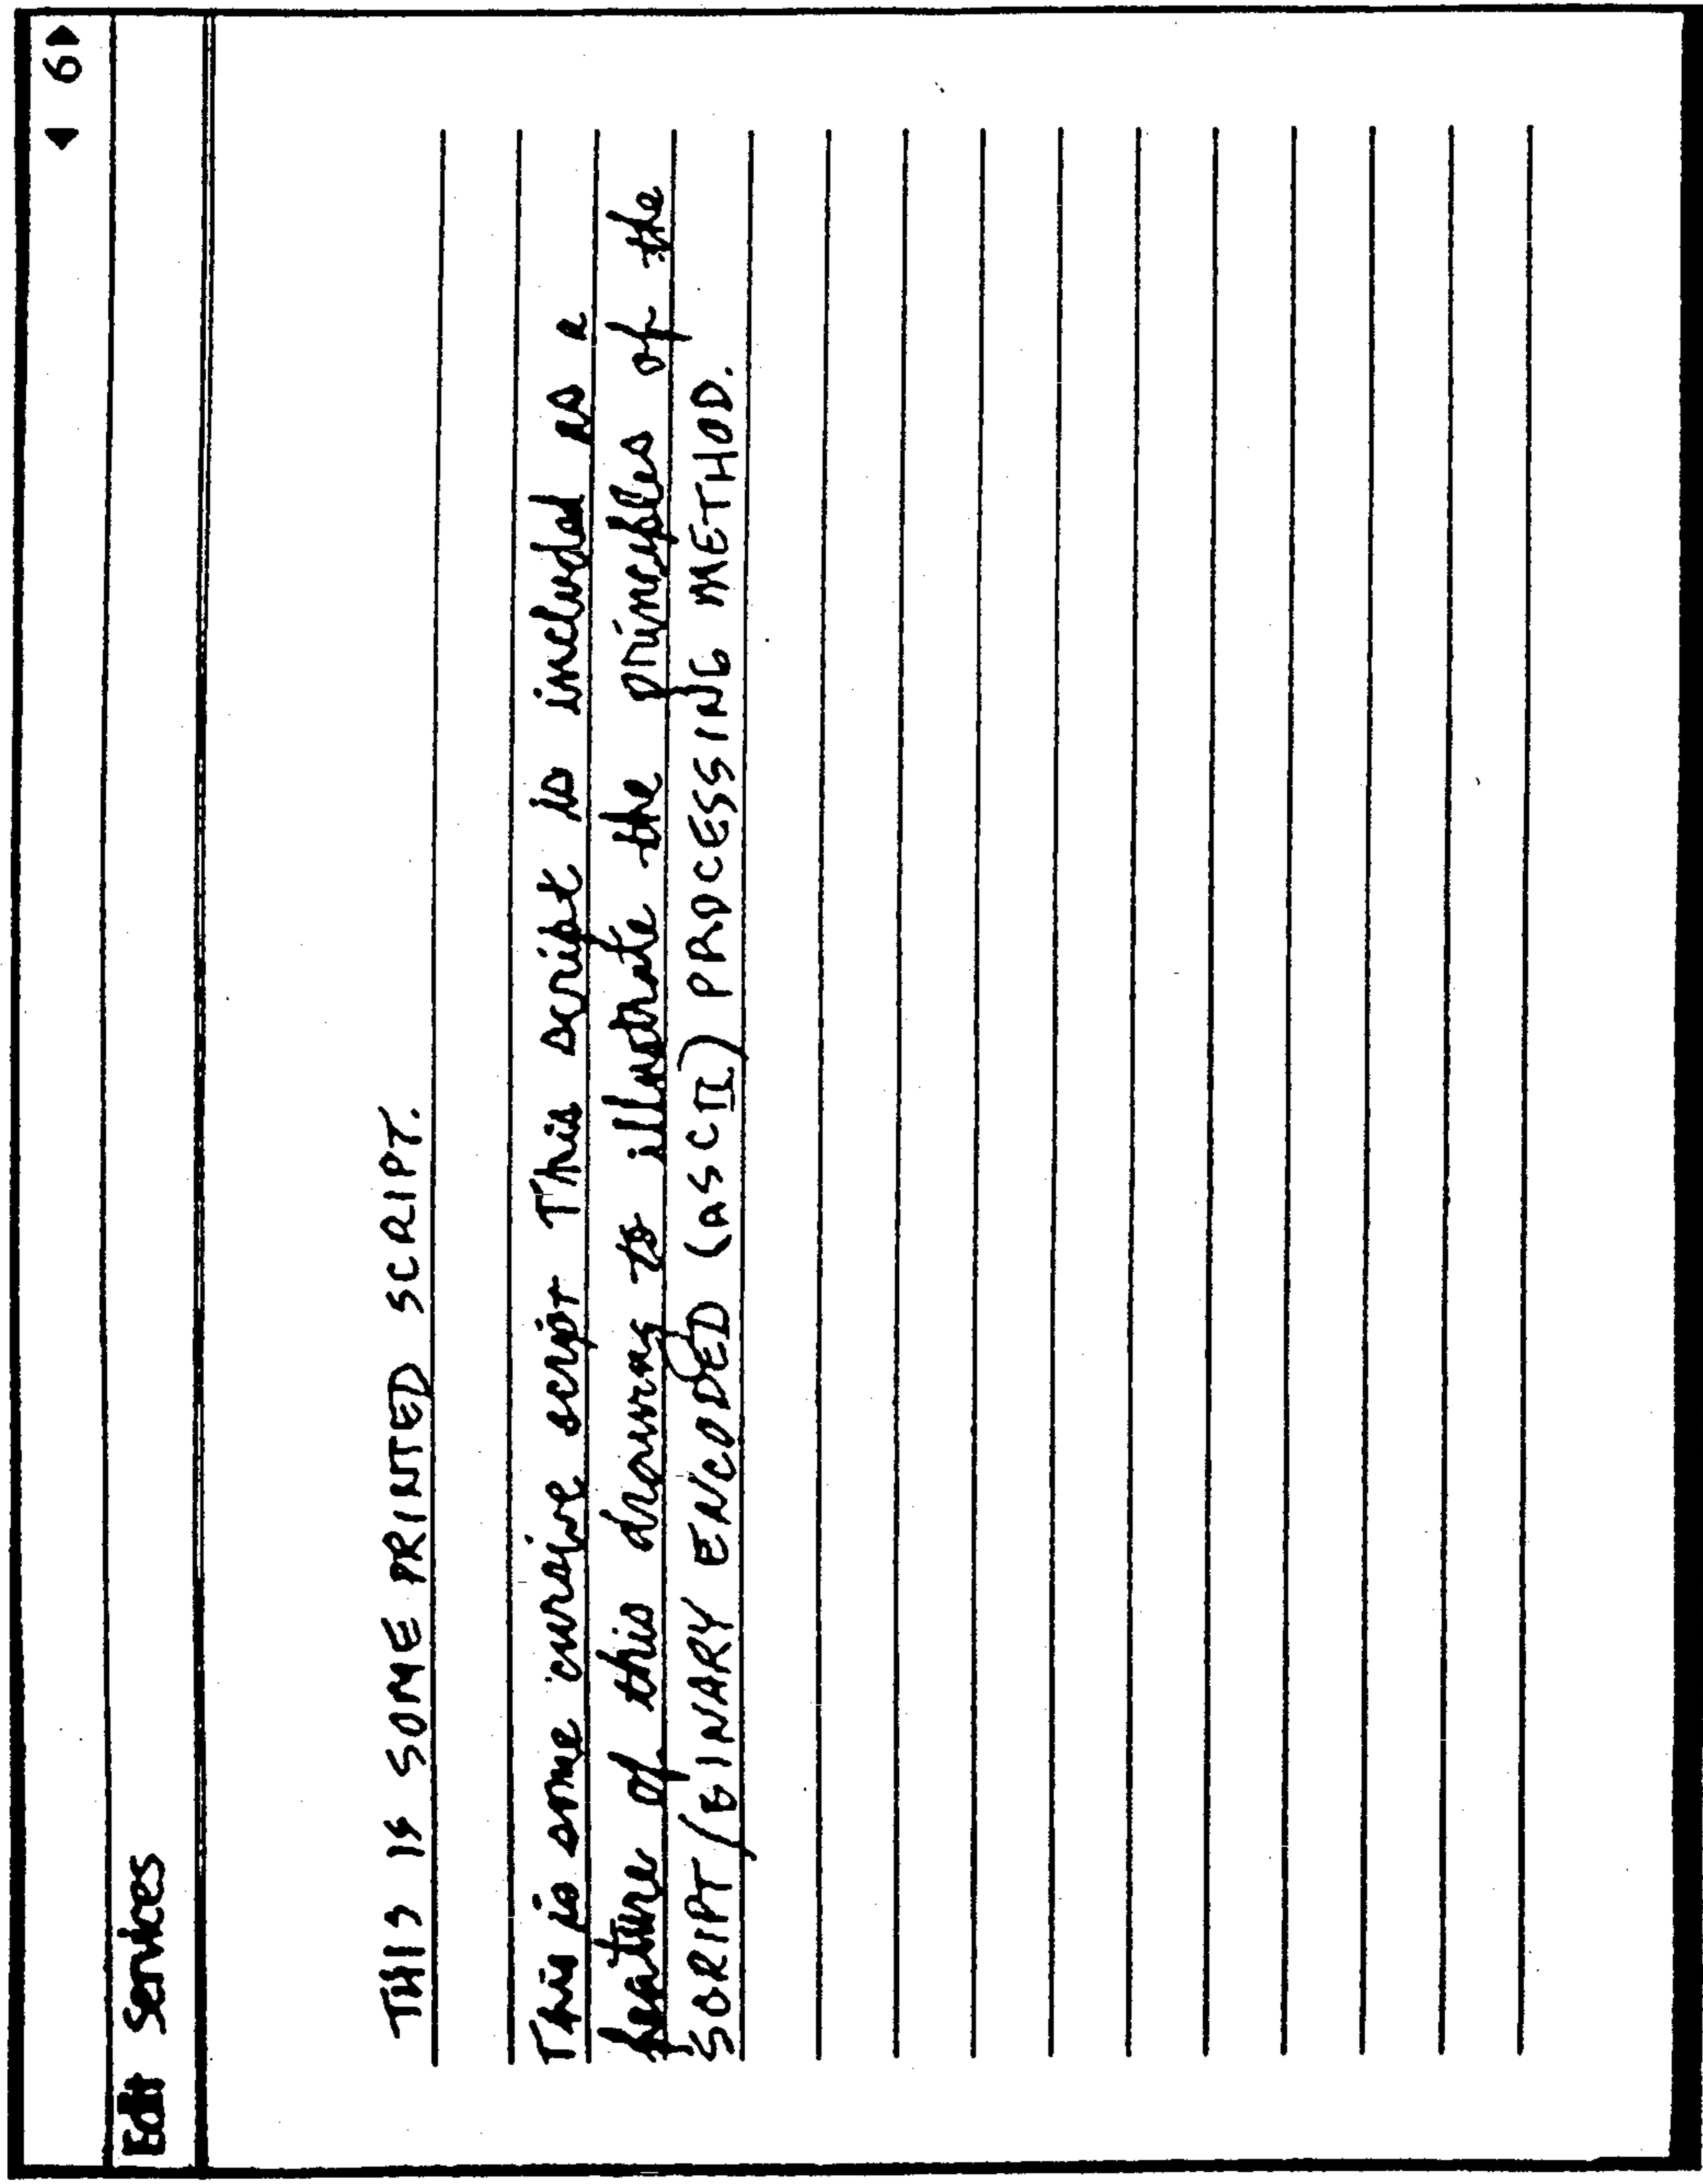 ◀ 6▶
Edit Services
THIS IS SOME PRINTED SCRIPT.
This is some cursive script This script is included as a
feature of this drawing to illustrate the principles of the
SCRIPT/BINARY ENCODED (ASCII) PROCESSING METHOD.